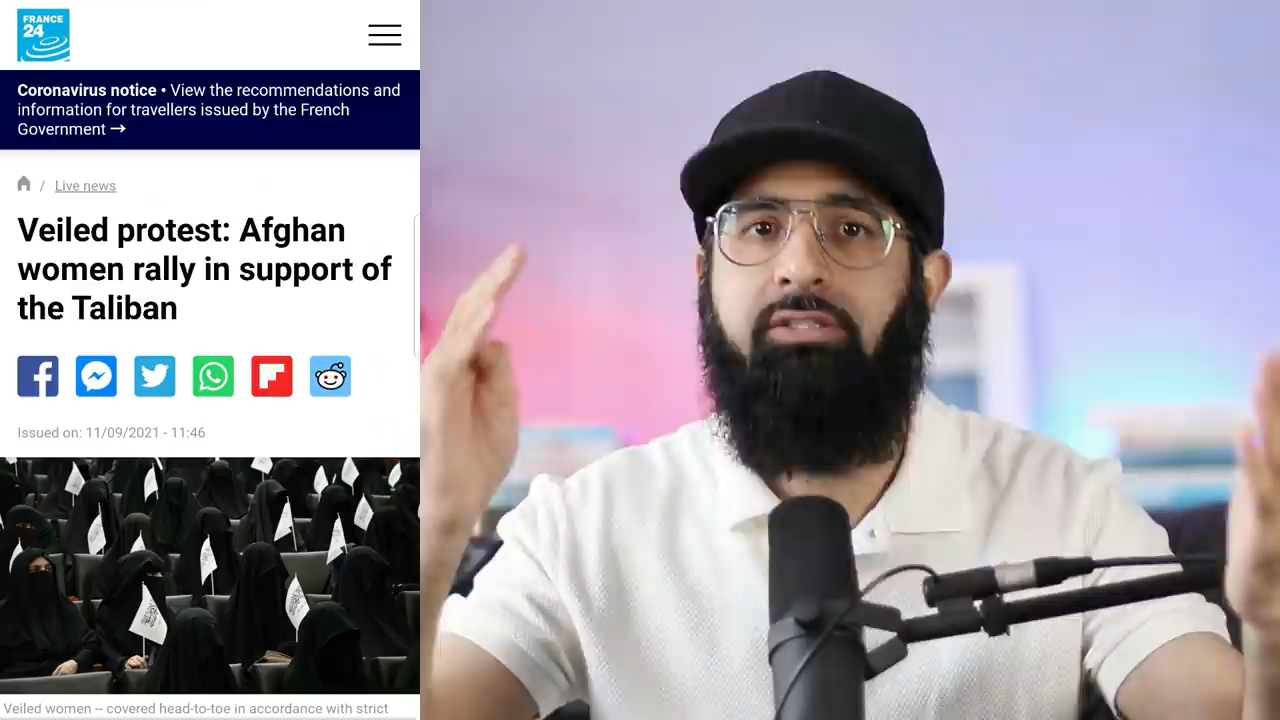 FRANCE
24
Coronavirus notice • View the recommendations and
information for travellers issued by the French
Government →
/ Live news
Veiled protest: Afghan
women rally in support of
the Taliban
Issued on: 11/09/2021 - 11:46
Veiled women -- covered head-to-toe in accordance with strict